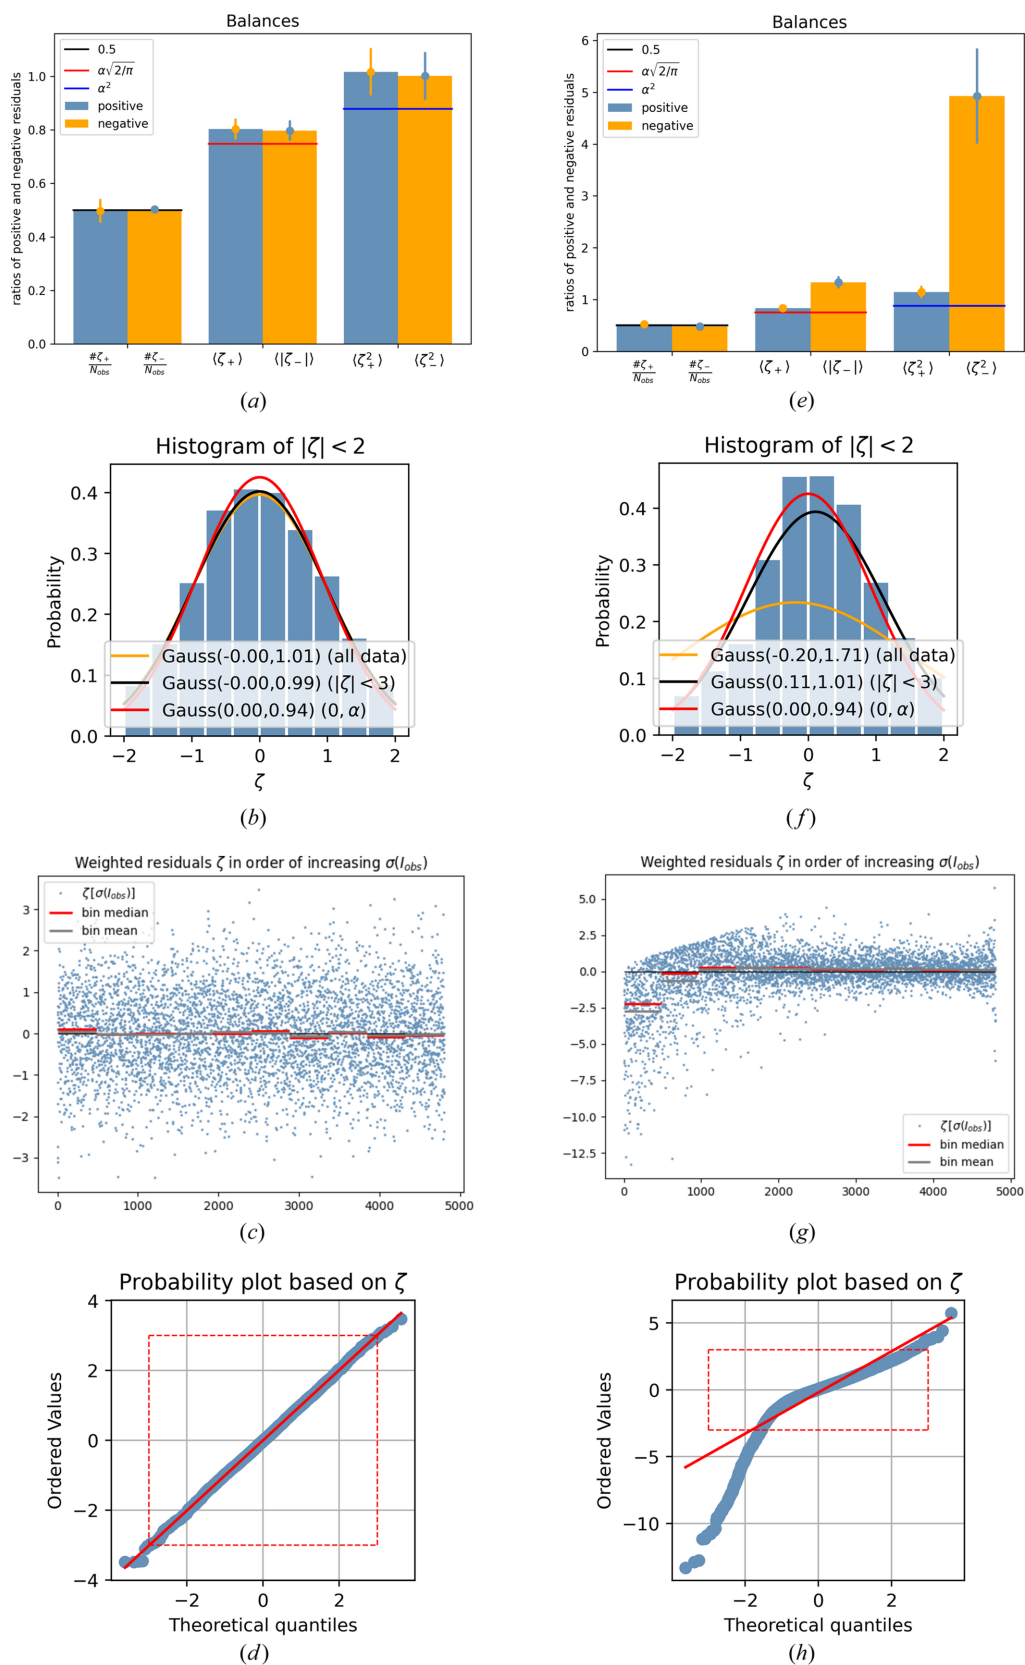 Balances
ratios of positive and negative residuals
0.5
α√2/π
α²
positive
negative
1.0
0.8
0.6
0.4
0.2
0.0
#ζ₊/N_obs #ζ₋/N_obs ⟨ζ₊⟩ ⟨|ζ₋|⟩ ⟨ζ₊²⟩ ⟨ζ₋²⟩
(a)
Balances
ratios of positive and negative residuals
0.5
α√2/π
α²
positive
negative
6
5
4
3
2
1
0
#ζ₊/N_obs #ζ₋/N_obs ⟨ζ₊⟩ ⟨|ζ₋|⟩ ⟨ζ₊²⟩ ⟨ζ₋²⟩
(e)
Histogram of |ζ| < 2
Probability
0.4
0.3
0.2
0.1
0.0
Gauss(-0.00,1.01) (all data)
Gauss(-0.00,0.99) (|ζ| < 3)
Gauss(0.00,0.94) (0, α)
−2 −1 0 1 2
ζ
(b)
Histogram of |ζ| < 2
Probability
0.4
0.3
0.2
0.1
0.0
Gauss(-0.20,1.71) (all data)
Gauss(0.11,1.01) (|ζ| < 3)
Gauss(0.00,0.94) (0, α)
−2 −1 0 1 2
ζ
(f)
Weighted residuals ζ in order of increasing σ(I_obs)
ζ[σ(I_obs)]
bin median
bin mean
3
2
1
0
−1
−2
−3
0 1000 2000 3000 4000 5000
(c)
Weighted residuals ζ in order of increasing σ(I_obs)
5.0
2.5
0.0
−2.5
−5.0
−7.5
−10.0
−12.5
ζ[σ(I_obs)]
bin median
bin mean
0 1000 2000 3000 4000 5000
(g)
Probability plot based on ζ
Ordered Values
4
2
0
−2
−4
−2 0 2
Theoretical quantiles
(d)
Probability plot based on ζ
Ordered Values
5
0
−5
−10
−2 0 2
Theoretical quantiles
(h)